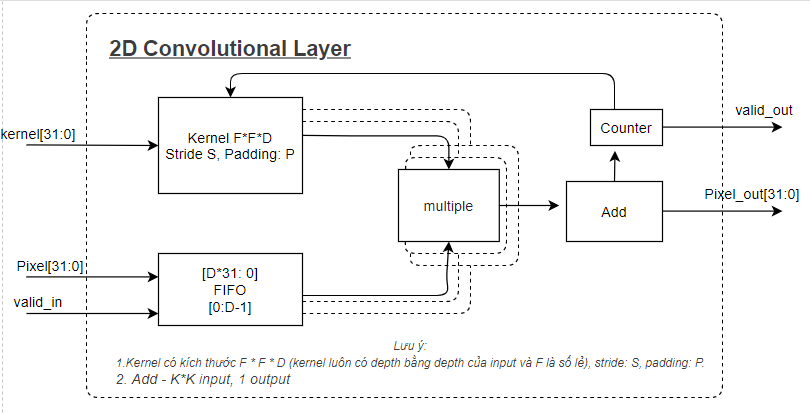 2D Convolutional Layer
kernel[31:0]
Kernel F*F*D
Stride S, Padding: P
Counter
valid_out
multiple
Add
Pixel_out[31:0]
Pixel[31:0]
valid_in
[D*31: 0]
FIFO
[0:D-1]
Lưu ý:
1.Kernel có kích thước F * F * D (kernel luôn có depth bằng depth của input và F là số lẻ), stride: S, padding: P.
2. Add - K*K input, 1 output